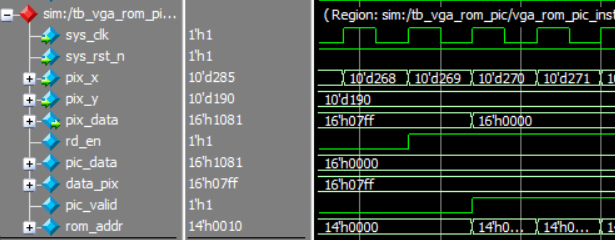 sim:/tb_vga_rom_pi...
(Region: sim:/tb_vga_rom_pic/vga_rom_pic_inst
sys_clk 1'h1
sys_rst_n 1'h1
pix_x 10'd285 10'd268 10'd269 10'd270 10'd271
pix_y 10'd190 10'd190
pix_data 16'h1081 16'h07ff 16'h0000
rd_en 1'h1
pic_data 16'h1081 16'h0000
data_pix 16'h07ff 16'h07ff
pic_valid 1'h1
rom_addr 14'h0010 14'h0000 14'h0... 14'h0...